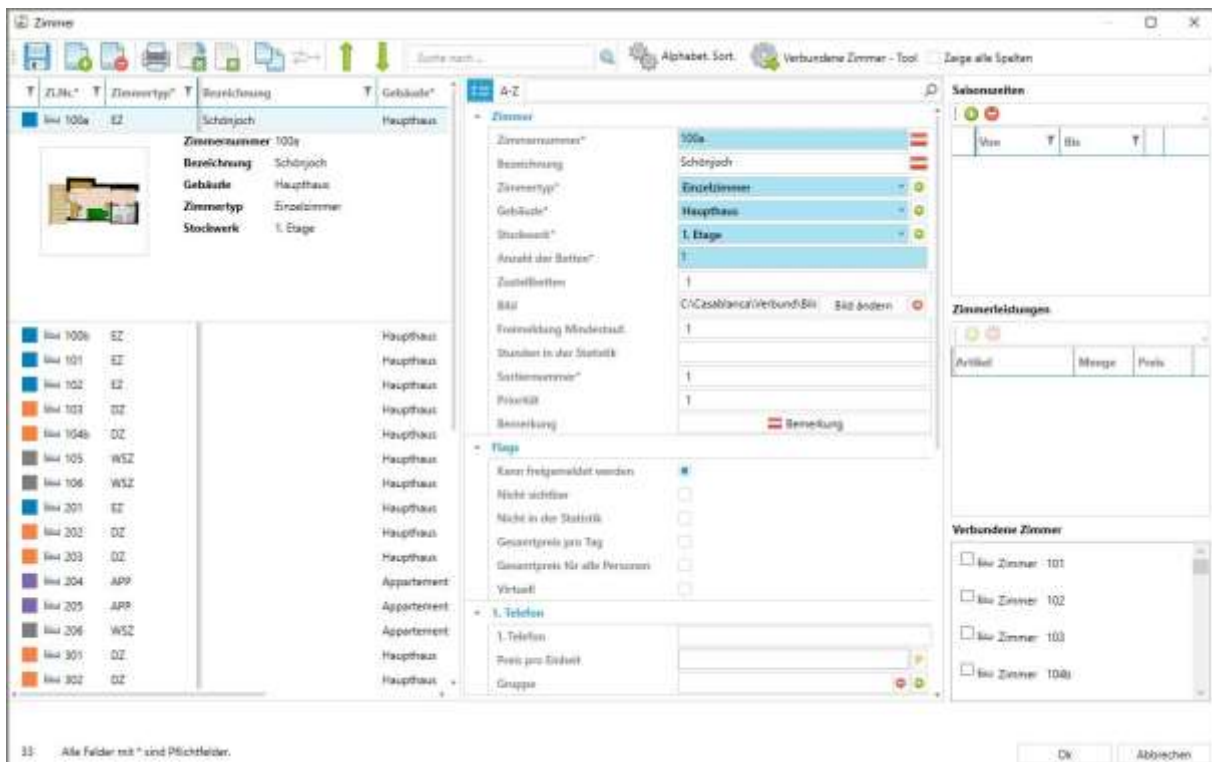 Zimmer
Suche nach...
Alphabet. Sort.
Verbundene Zimmer - Tool
Zeige alle Spalten
Zi.Nr.* Zimmertyp* Bezeichnung Gebäude*
100a EZ Schönjoch Haupthaus
Zimmernummer 100a
Bezeichnung Schönjoch
Gebäude Haupthaus
Zimmertyp Einzelzimmer
Stockwerk 1. Etage
100b EZ Haupthaus
101 EZ Haupthaus
102 EZ Haupthaus
103 DZ Haupthaus
104b DZ Haupthaus
105 WSZ Haupthaus
106 WSZ Haupthaus
201 EZ Haupthaus
202 DZ Haupthaus
203 DZ Haupthaus
204 APP Appartement
205 APP Appartement
206 WSZ Appartement
301 DZ Haupthaus
302 DZ Haupthaus
A-Z
Zimmer
Zimmernummer* 100a
Bezeichnung Schönjoch
Zimmertyp* Einzelzimmer
Gebäude* Haupthaus
Stockwerk* 1. Etage
Anzahl der Betten* 1
Zustellbetten 1
Bild C:\Casablanca\Verbund\Bild Bild ändern
Freimeldung Mindestauf. 1
Stunden in der Statistik
Sortiernummer* 1
Priorität 1
Bemerkung Bemerkung
Flags
Kann freigemeldet werden
Nicht sichtbar
Nicht in der Statistik
Gesamtpreis pro Tag
Gesamtpreis für alle Personen
Virtuell
1. Telefon
1. Telefon
Preis pro Einheit
Gruppe
Saisonzeiten
Von Bis
Zimmerleistungen
Artikel Menge Preis
Verbundene Zimmer
Zimmer 101
Zimmer 102
Zimmer 103
Zimmer 104b
33 Alle Felder mit * sind Pflichtfelder.
Ok Abbrechen